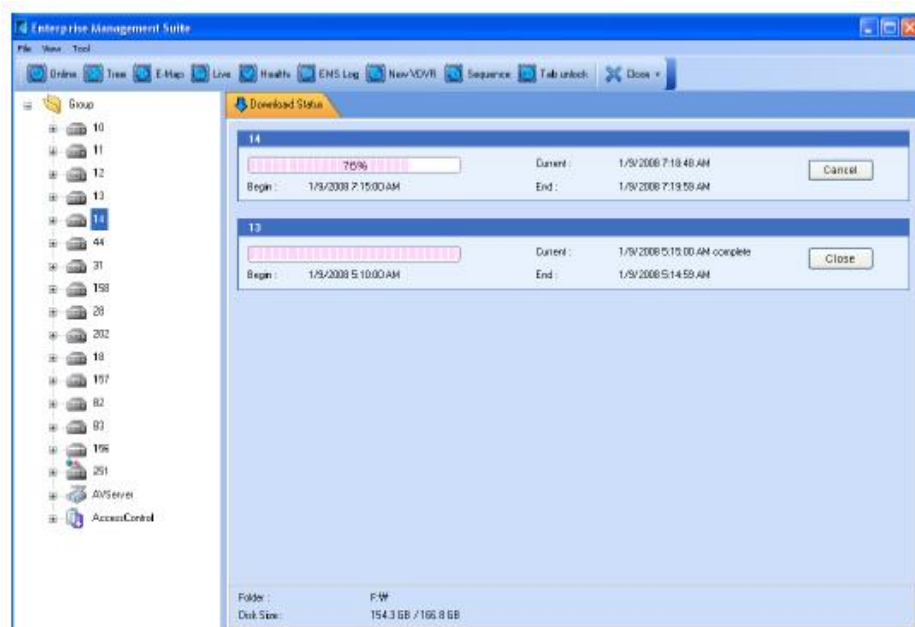 Enterprise Management Suite
File View Tool
Online Tree E-Map Live Health EMS Log New VDVR Sequence Tab unlock Close
Group
10
11
12
13
14
44
31
158
28
202
18
157
82
83
156
251
AVServer
AccessControl
Download Status
14
76%
Current : 1/9/2008 7:18:48 AM
Cancel
Begin : 1/9/2008 7:15:00 AM
End : 1/9/2008 7:19:59 AM
13
Current : 1/9/2008 5:15:00 AM complete
Close
Begin : 1/9/2008 5:10:00 AM
End : 1/9/2008 5:14:59 AM
Folder : F:₩
Disk Size : 154.3 GB / 166.8 GB